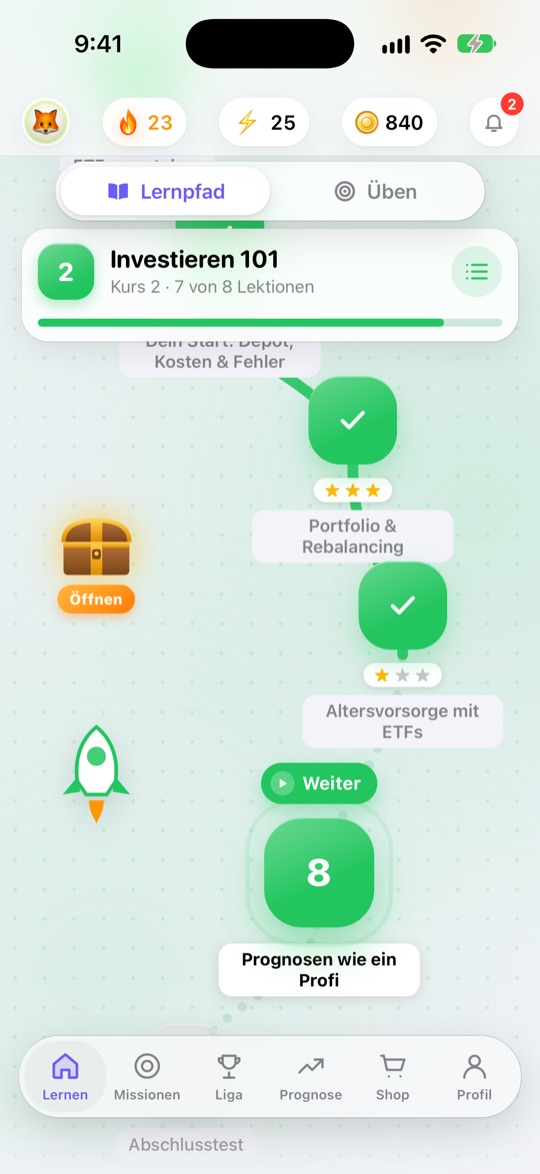 9:41
23
25
840
2
Lernpfad
Üben
2
Investieren 101
Kurs 2 · 7 von 8 Lektionen
Dein Start: Depot,
Kosten & Fehler
Portfolio &
Rebalancing
Öffnen
Altersvorsorge mit
ETFs
Weiter
8
Prognosen wie ein
Profi
Lernen
Missionen
Liga
Prognose
Shop
Profil
Abschlusstest